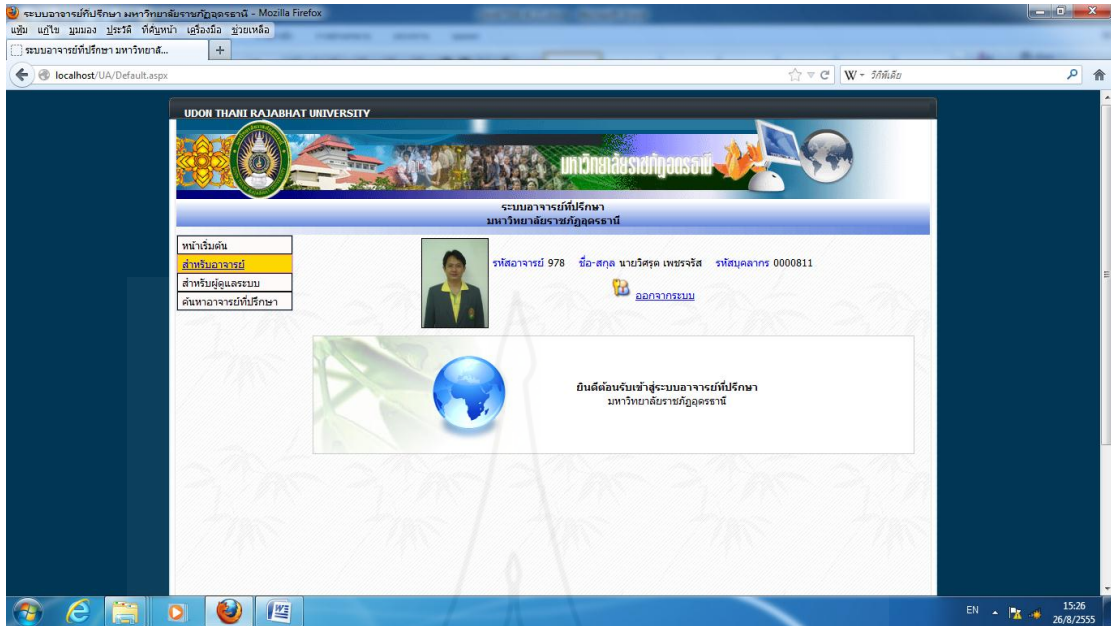 ระบบอาจารย์ที่ปรึกษา มหาวิทยาลัยราชภัฏอุดรธานี - Mozilla Firefox
แฟ้ม แก้ไข มุมมอง ประวัติ ที่คั่นหน้า เครื่องมือ ช่วยเหลือ
ระบบอาจารย์ที่ปรึกษา มหาวิทยาลั...
localhost/UA/Default.aspx
W
วิกิพีเดีย
UDON THANI RAJABHAT UNIVERSITY
มหาวิทยาลัยราชภัฏอุดรธานี
ระบบอาจารย์ที่ปรึกษา
มหาวิทยาลัยราชภัฏอุดรธานี
หน้าเริ่มต้น
สำหรับอาจารย์
สำหรับผู้ดูแลระบบ
ค้นหาอาจารย์ที่ปรึกษา
รหัสอาจารย์ 978 ชื่อ-สกุล นายวิศรุต เพชรจรัส รหัสบุคลากร 0000811
ออกจากระบบ
ยินดีต้อนรับเข้าสู่ระบบอาจารย์ที่ปรึกษา
มหาวิทยาลัยราชภัฏอุดรธานี
EN
15:26
26/8/2555